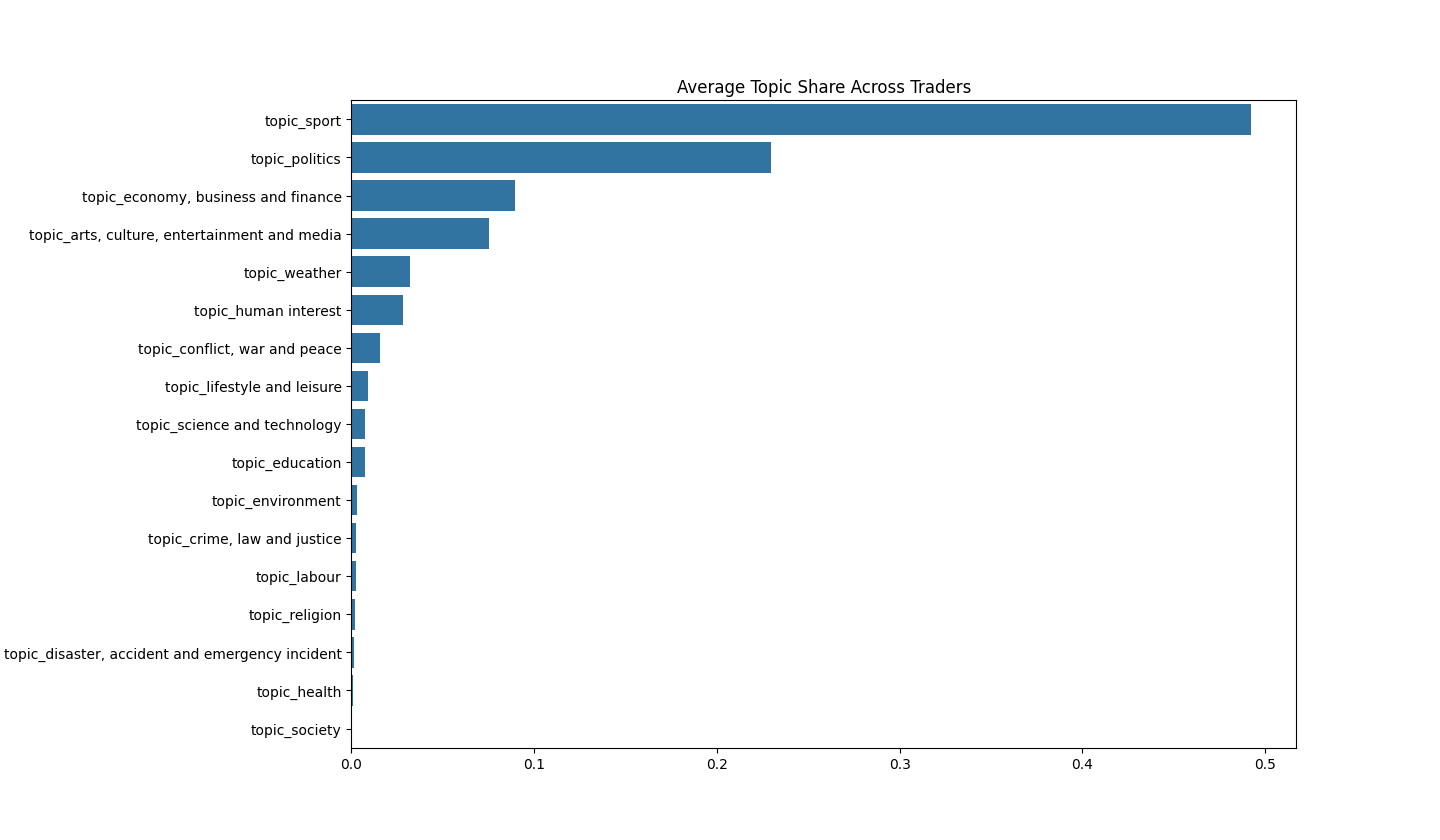 Average Topic Share Across Traders
topic_sport
topic_politics
topic_economy, business and finance
topic_arts, culture, entertainment and media
topic_weather
topic_human interest
topic_conflict, war and peace
topic_lifestyle and leisure
topic_science and technology
topic_education
topic_environment
topic_crime, law and justice
topic_labour
topic_religion
topic_disaster, accident and emergency incident
topic_health
topic_society
0.0 0.1 0.2 0.3 0.4 0.5